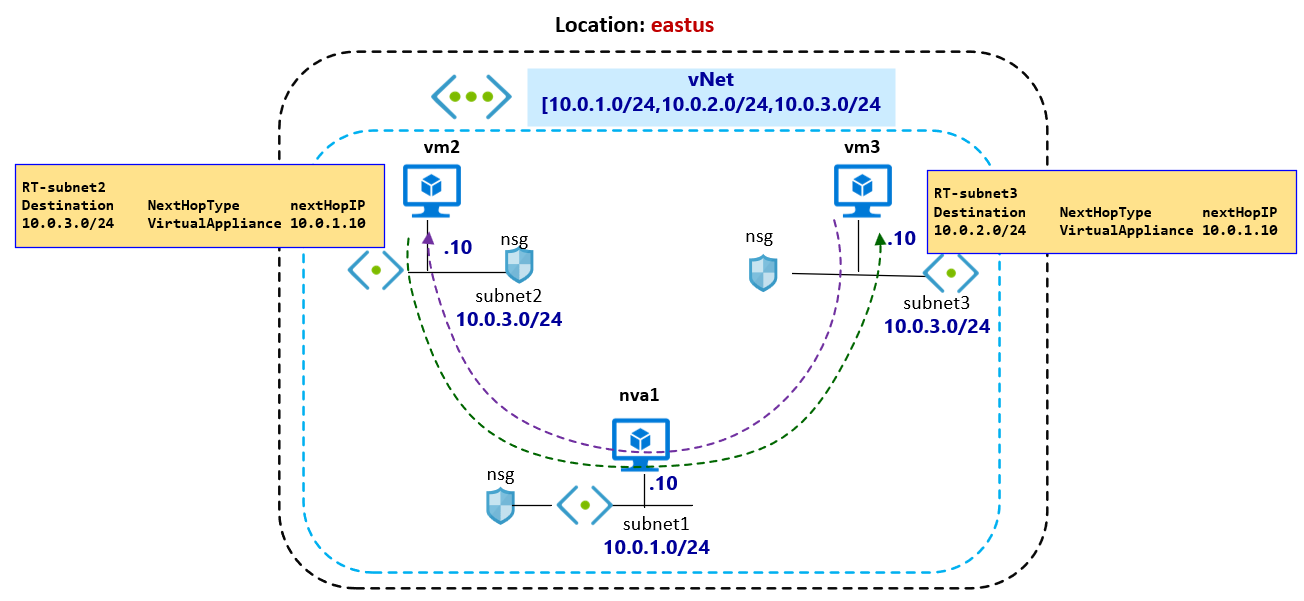 Location: eastus
vNet
[10.0.1.0/24,10.0.2.0/24,10.0.3.0/24
vm2
vm3
RT-subnet2
Destination NextHopType nextHopIP
10.0.3.0/24 VirtualAppliance 10.0.1.10
RT-subnet3
Destination NextHopType nextHopIP
10.0.2.0/24 VirtualAppliance 10.0.1.10
.10
nsg
subnet2
10.0.3.0/24
nsg
.10
subnet3
10.0.3.0/24
nva1
nsg
.10
subnet1
10.0.1.0/24